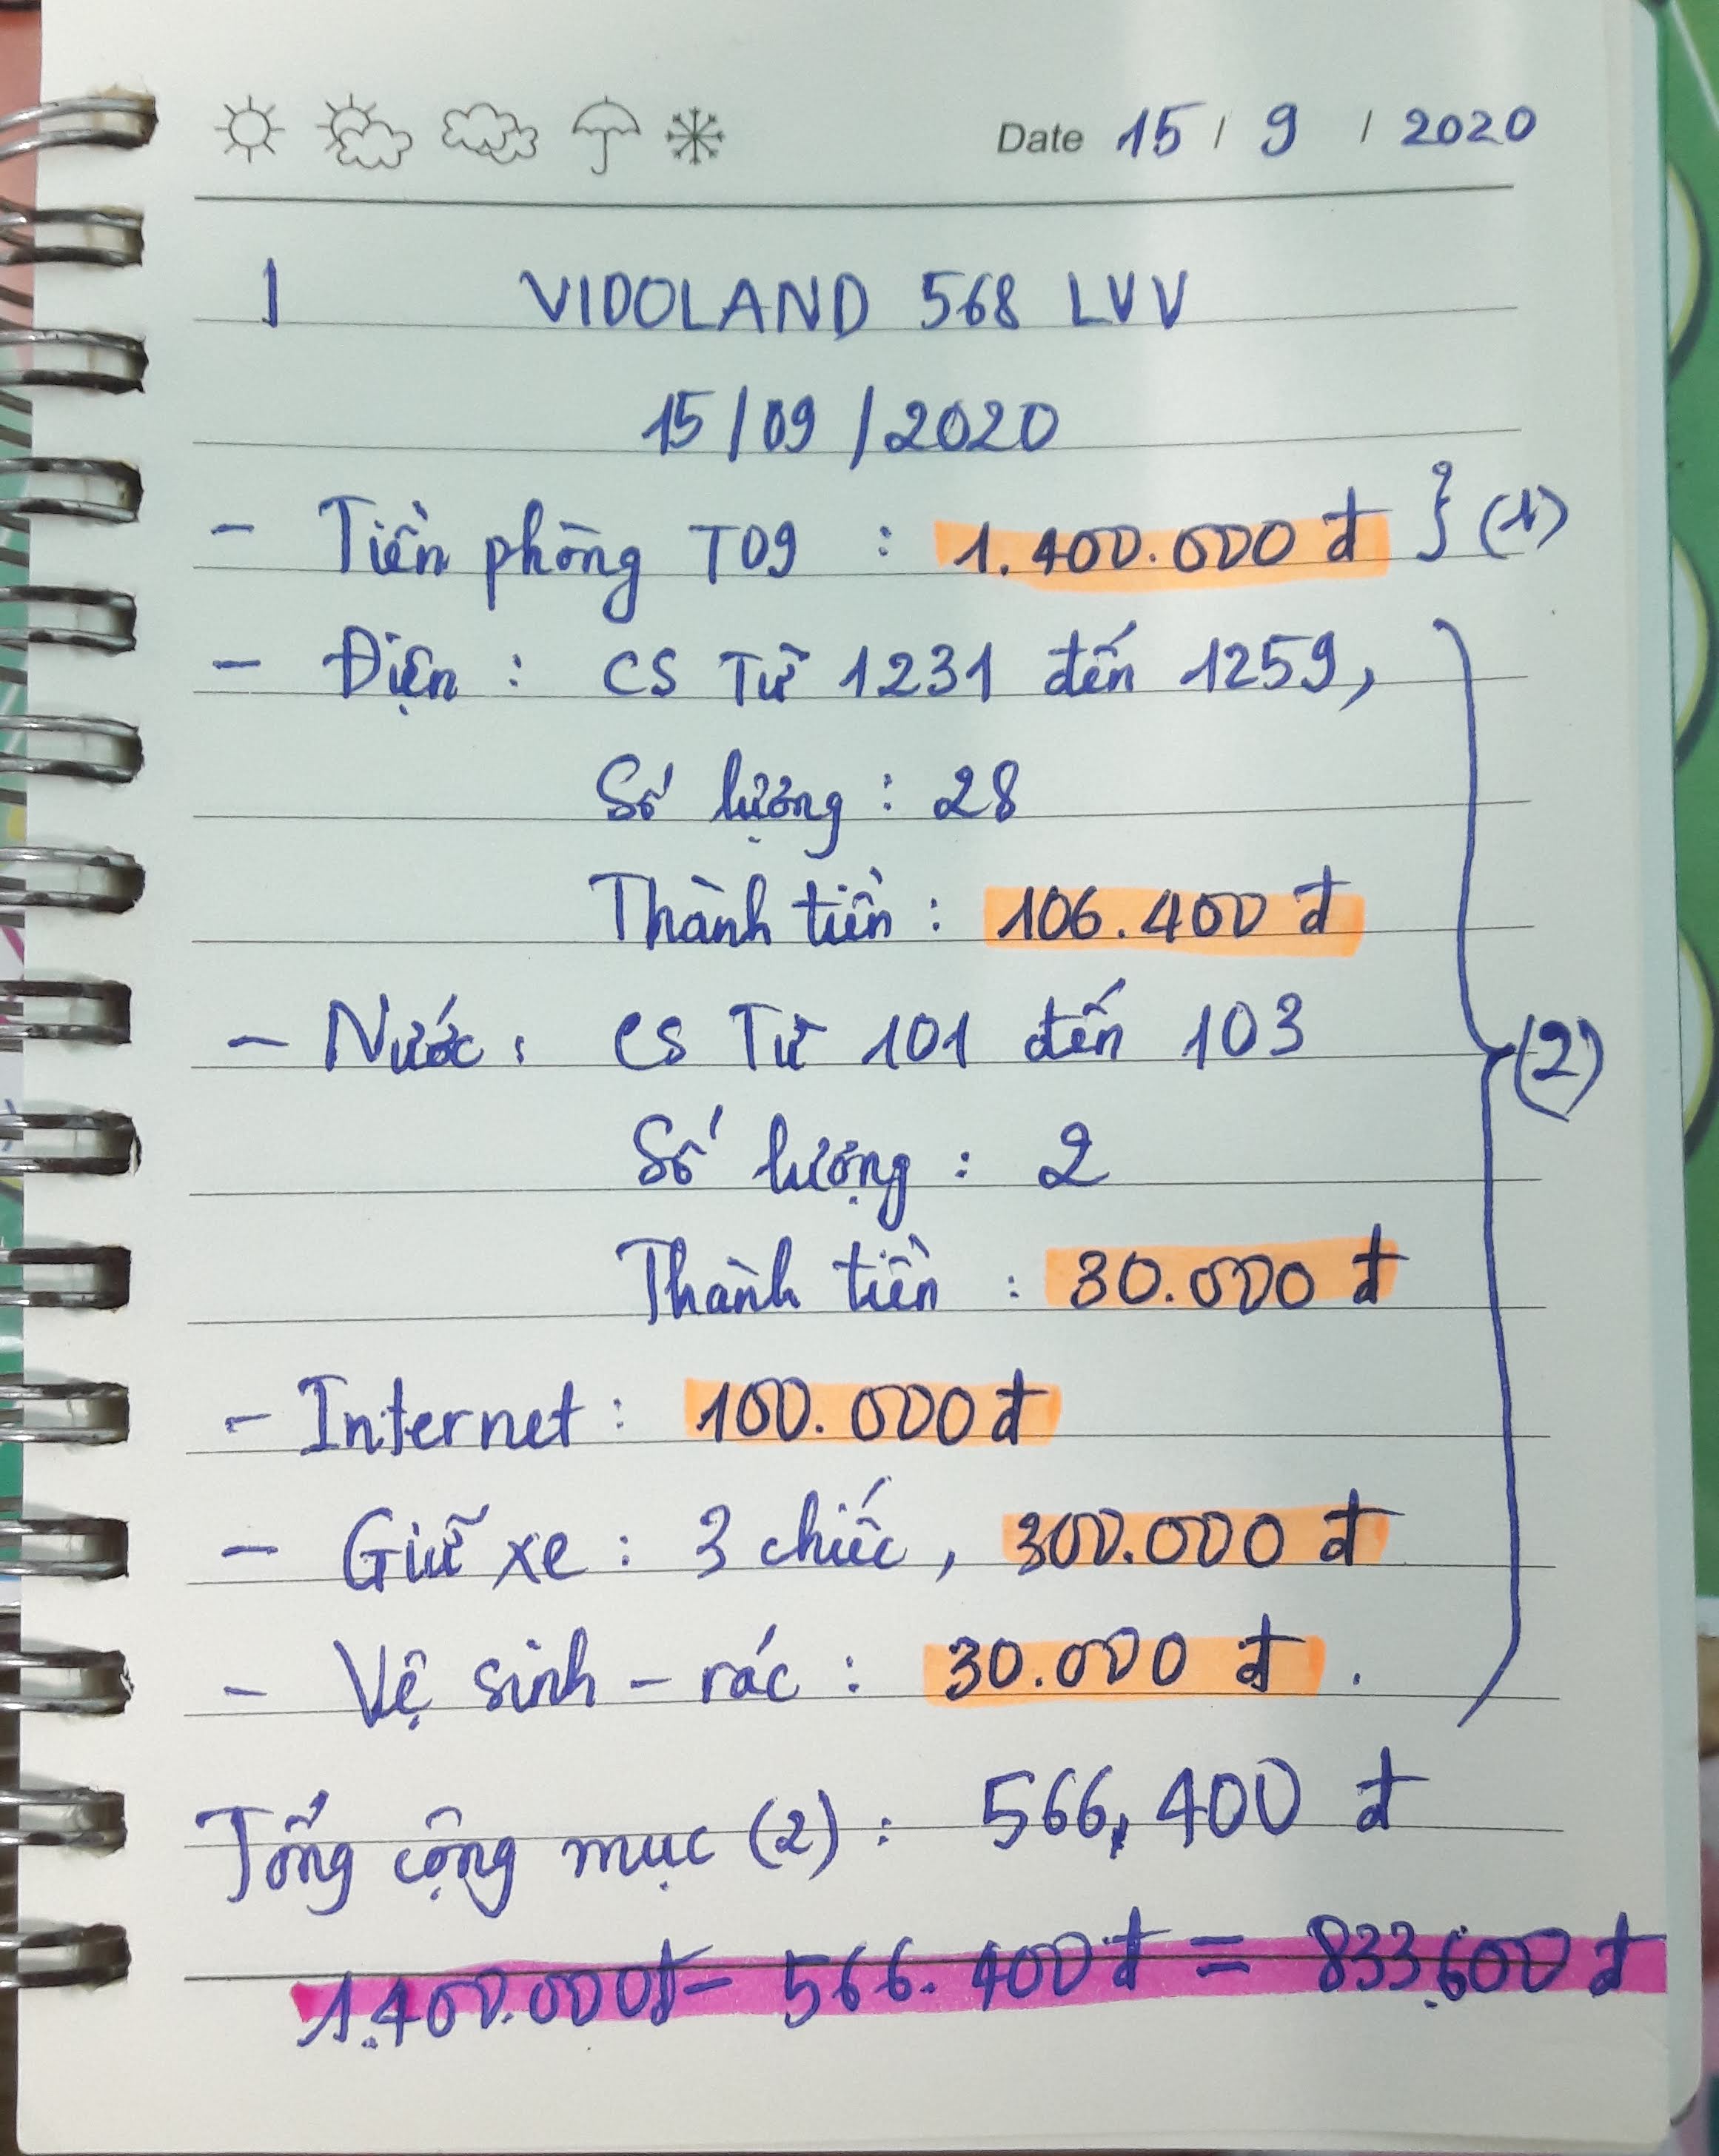 Date 15 / 9 / 2020
1 VIDOLAND 568 LVV
15/09/2020
- Tiền phòng T09 : 1.400.000 đ } (1)
- Điện : CS Từ 1231 đến 1259,
Số lượng : 28
Thành tiền : 106.400 đ
- Nước : CS Từ 101 đến 103
(2)
Số lượng : 2
Thành tiền : 30.000 đ
- Internet : 100.000 đ
- Giữ xe : 3 chiếc, 300.000 đ
- Vệ sinh - rác : 30.000 đ .
Tổng cộng mục (2) : 566,400 đ
1.400.000đ - 566.400 đ = 833.600 đ